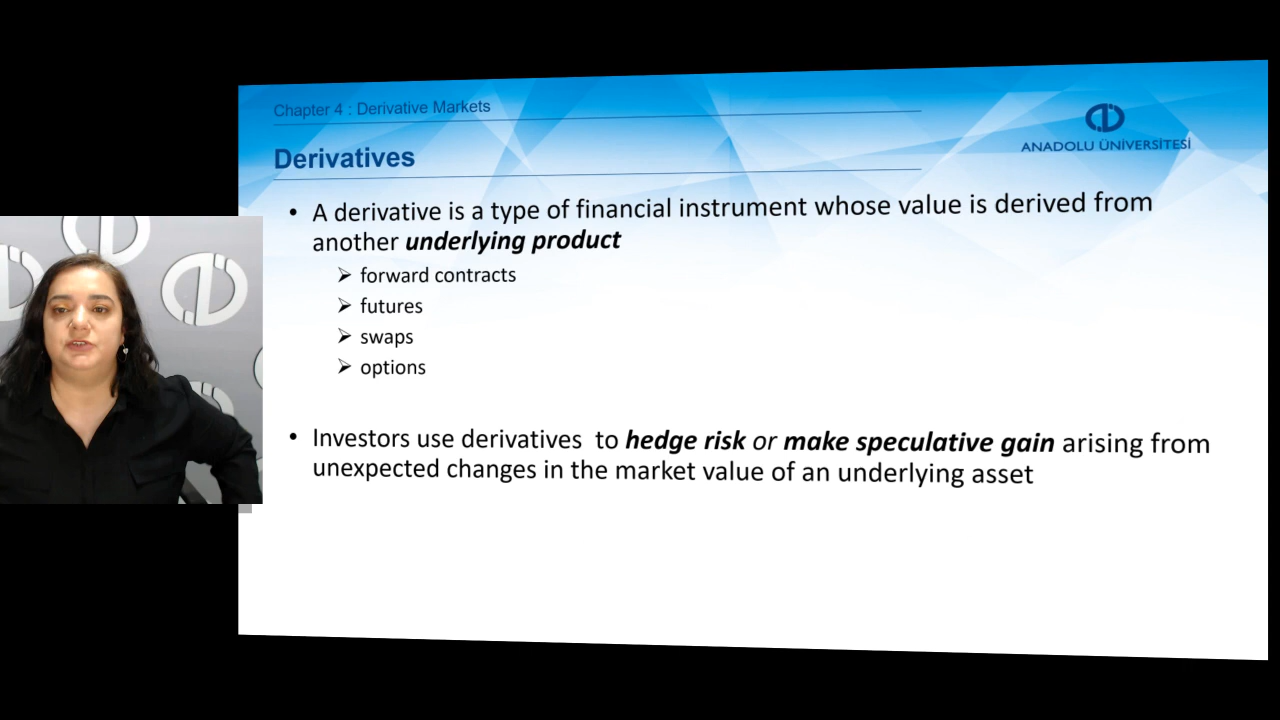 Chapter 4 : Derivative Markets
ANADOLU ÜNİVERSİTESİ
Derivatives
• A derivative is a type of financial instrument whose value is derived from
another underlying product
➢ forward contracts
➢ futures
➢ swaps
➢ options
• Investors use derivatives to hedge risk or make speculative gain arising from
unexpected changes in the market value of an underlying asset